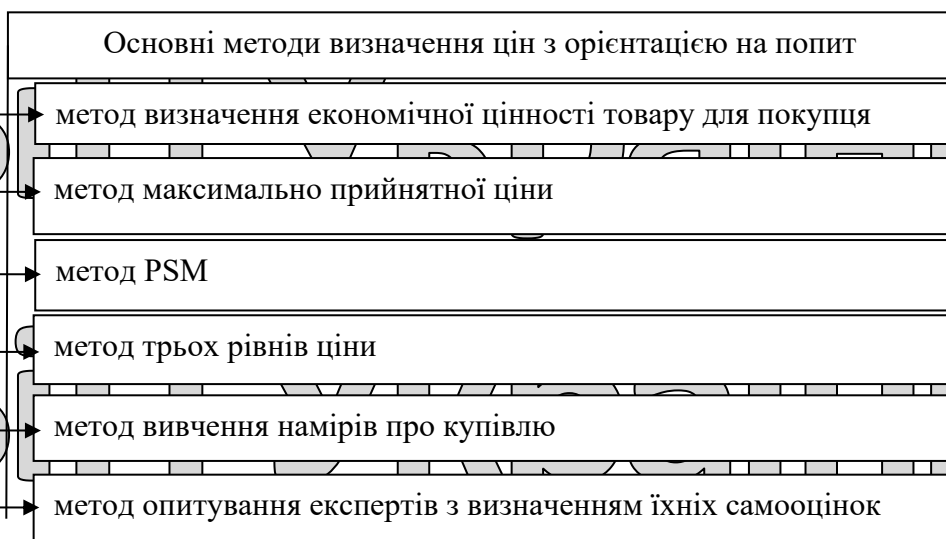 Основні методи визначення цін з орієнтацією на попит
метод визначення економічної цінності товару для покупця
метод максимально прийнятної ціни
метод PSM
метод трьох рівнів ціни
метод вивчення намірів про купівлю
метод опитування експертів з визначенням їхніх самооцінок